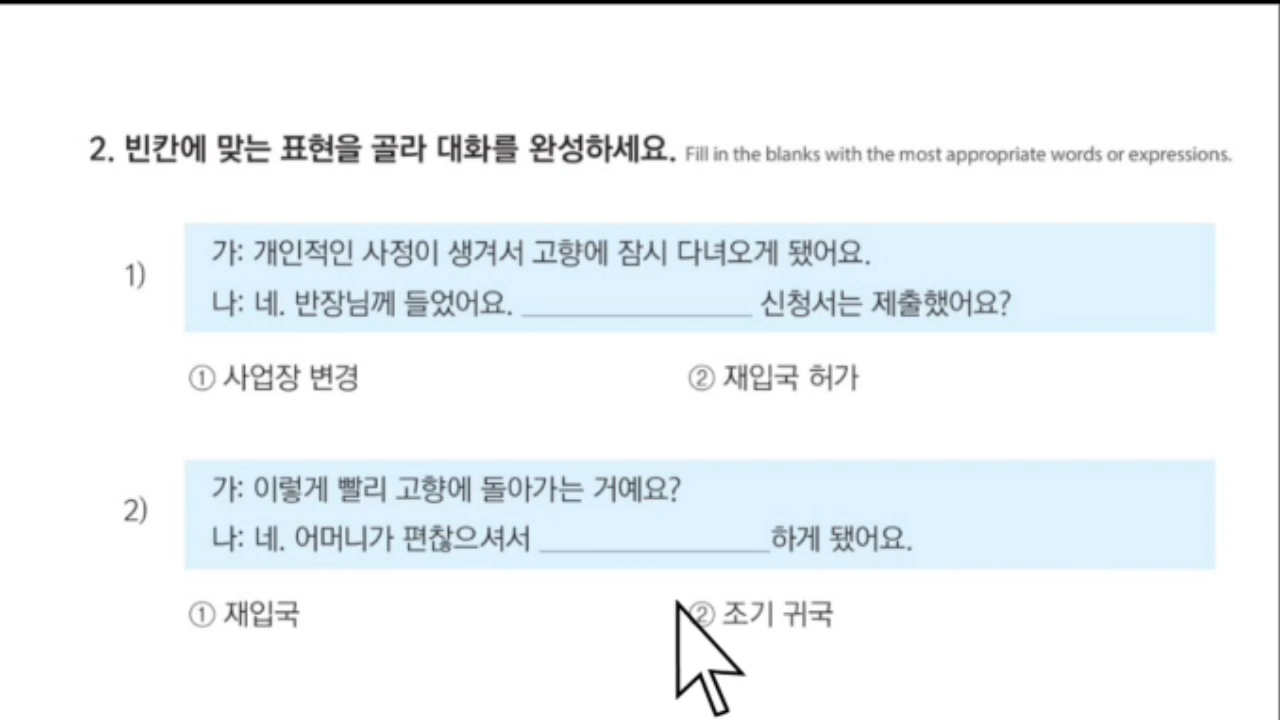 2. 빈칸에 맞는 표현을 골라 대화를 완성하세요. Fill in the blanks with the most appropriate words or expressions.
1)
가: 개인적인 사정이 생겨서 고향에 잠시 다녀오게 됐어요.
나: 네. 반장님께 들었어요. ________________ 신청서는 제출했어요?
① 사업장 변경 ② 재입국 허가
2)
가: 이렇게 빨리 고향에 돌아가는 거예요?
나: 네. 어머니가 편찮으셔서 ________________하게 됐어요.
① 재입국 ② 조기 귀국